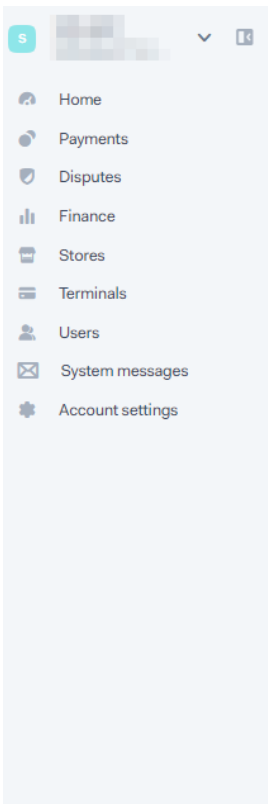 S
Home
Payments
Disputes
Finance
Stores
Terminals
Users
System messages
Account settings